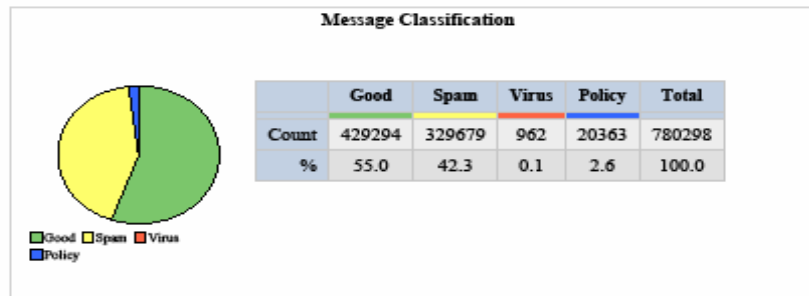 Message Classification
Good Spam Virus Policy Total
Count 429294 329679 962 20363 780298
% 55.0 42.3 0.1 2.6 100.0
Good Spam Virus
Policy